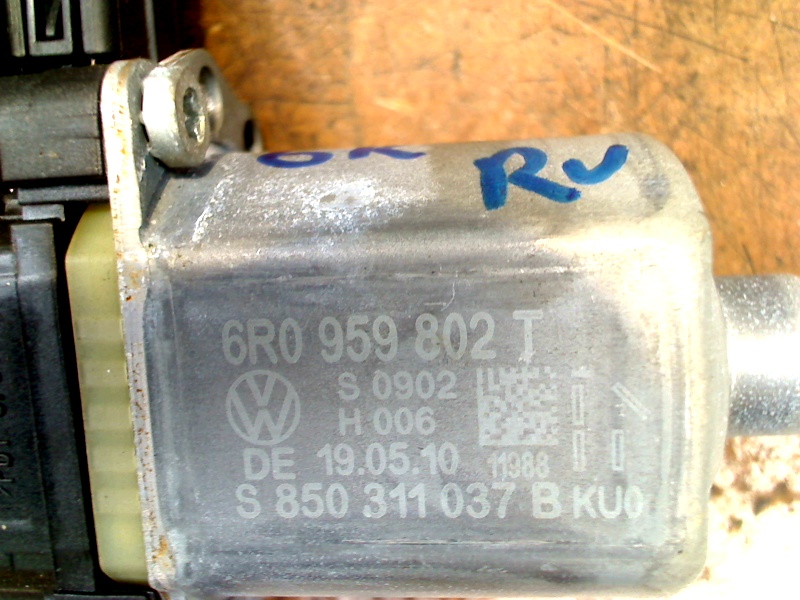 OK RV
6R0 959 802 T
S 0902
H 006
DE 19.05.10 11988
S 850 311 037 B KU0